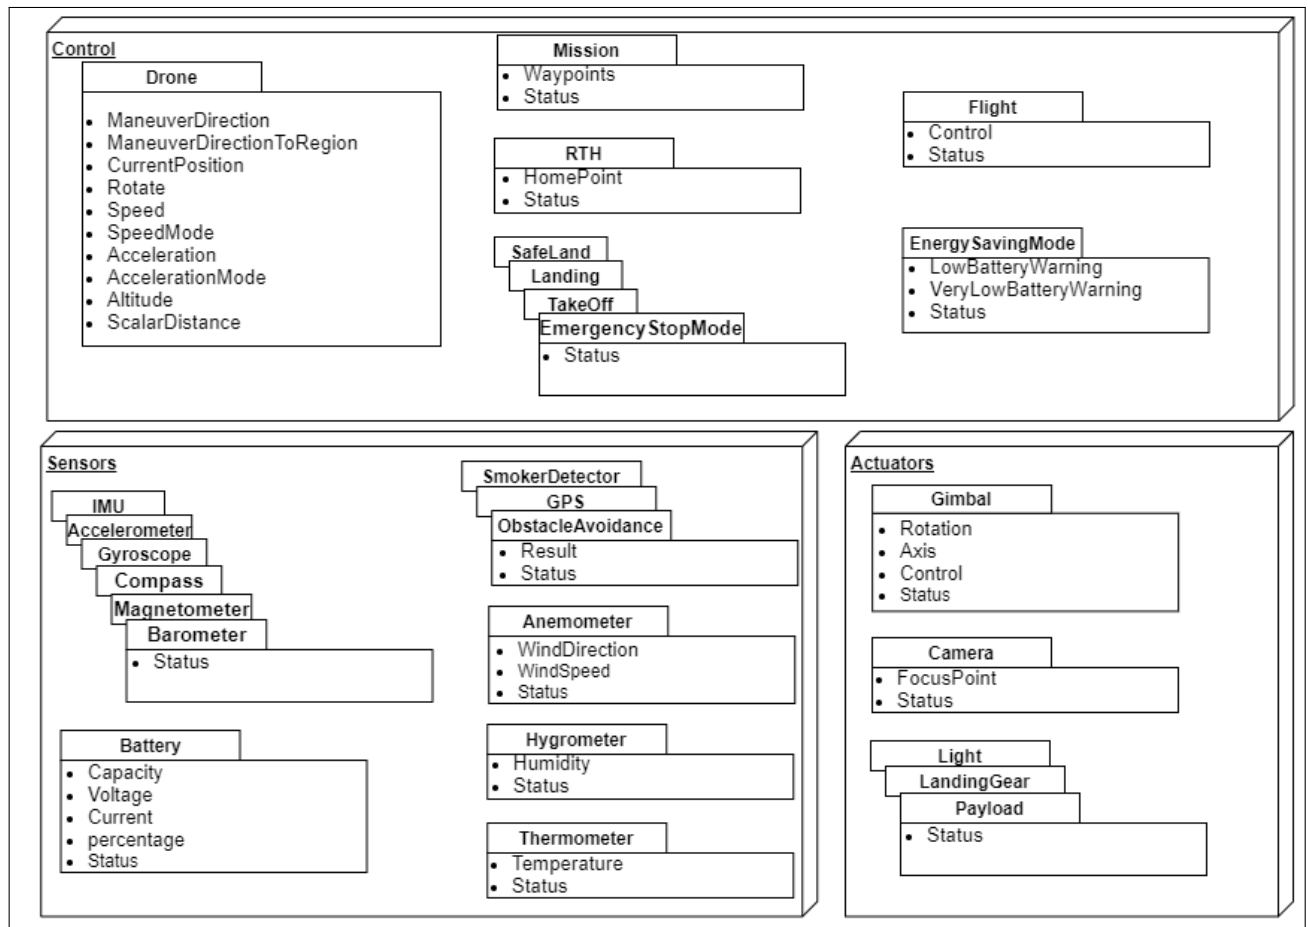 Control
Drone
ManeuverDirection
ManeuverDirectionToRegion
CurrentPosition
Rotate
Speed
SpeedMode
Acceleration
AccelerationMode
Altitude
ScalarDistance
Mission
Waypoints
Status
RTH
HomePoint
Status
SafeLand
Landing
TakeOff
EmergencyStopMode
Status
Flight
Control
Status
EnergySavingMode
LowBatteryWarning
VeryLowBatteryWarning
Status
Sensors
IMU
Accelerometer
Gyroscope
Compass
Magnetometer
Barometer
Status
Battery
Capacity
Voltage
Current
percentage
Status
SmokerDetector
GPS
ObstacleAvoidance
Result
Status
Anemometer
WindDirection
WindSpeed
Status
Hygrometer
Humidity
Status
Thermometer
Temperature
Status
Actuators
Gimbal
Rotation
Axis
Control
Status
Camera
FocusPoint
Status
Light
LandingGear
Payload
Status